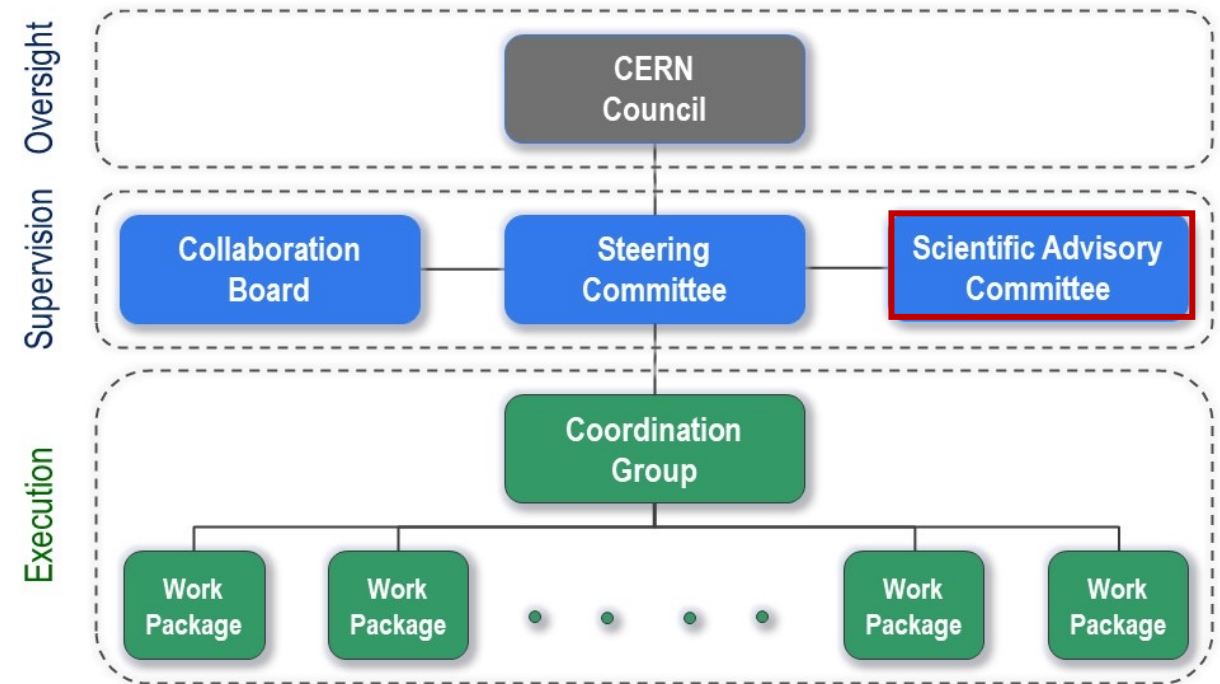 Oversight
CERN
Council
Supervision
Collaboration
Board
Steering
Committee
Scientific Advisory
Committee
Execution
Coordination
Group
Work
Package
Work
Package
Work
Package
Work
Package